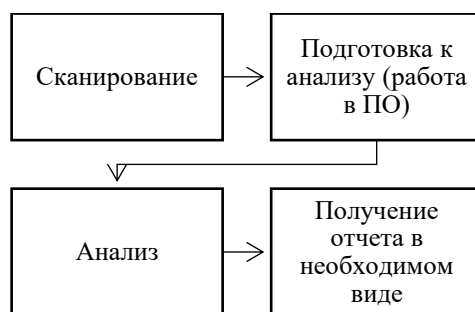 Сканирование
Подготовка к
анализу (работа
в ПО)
Анализ
Получение
отчета в
необходимом
виде